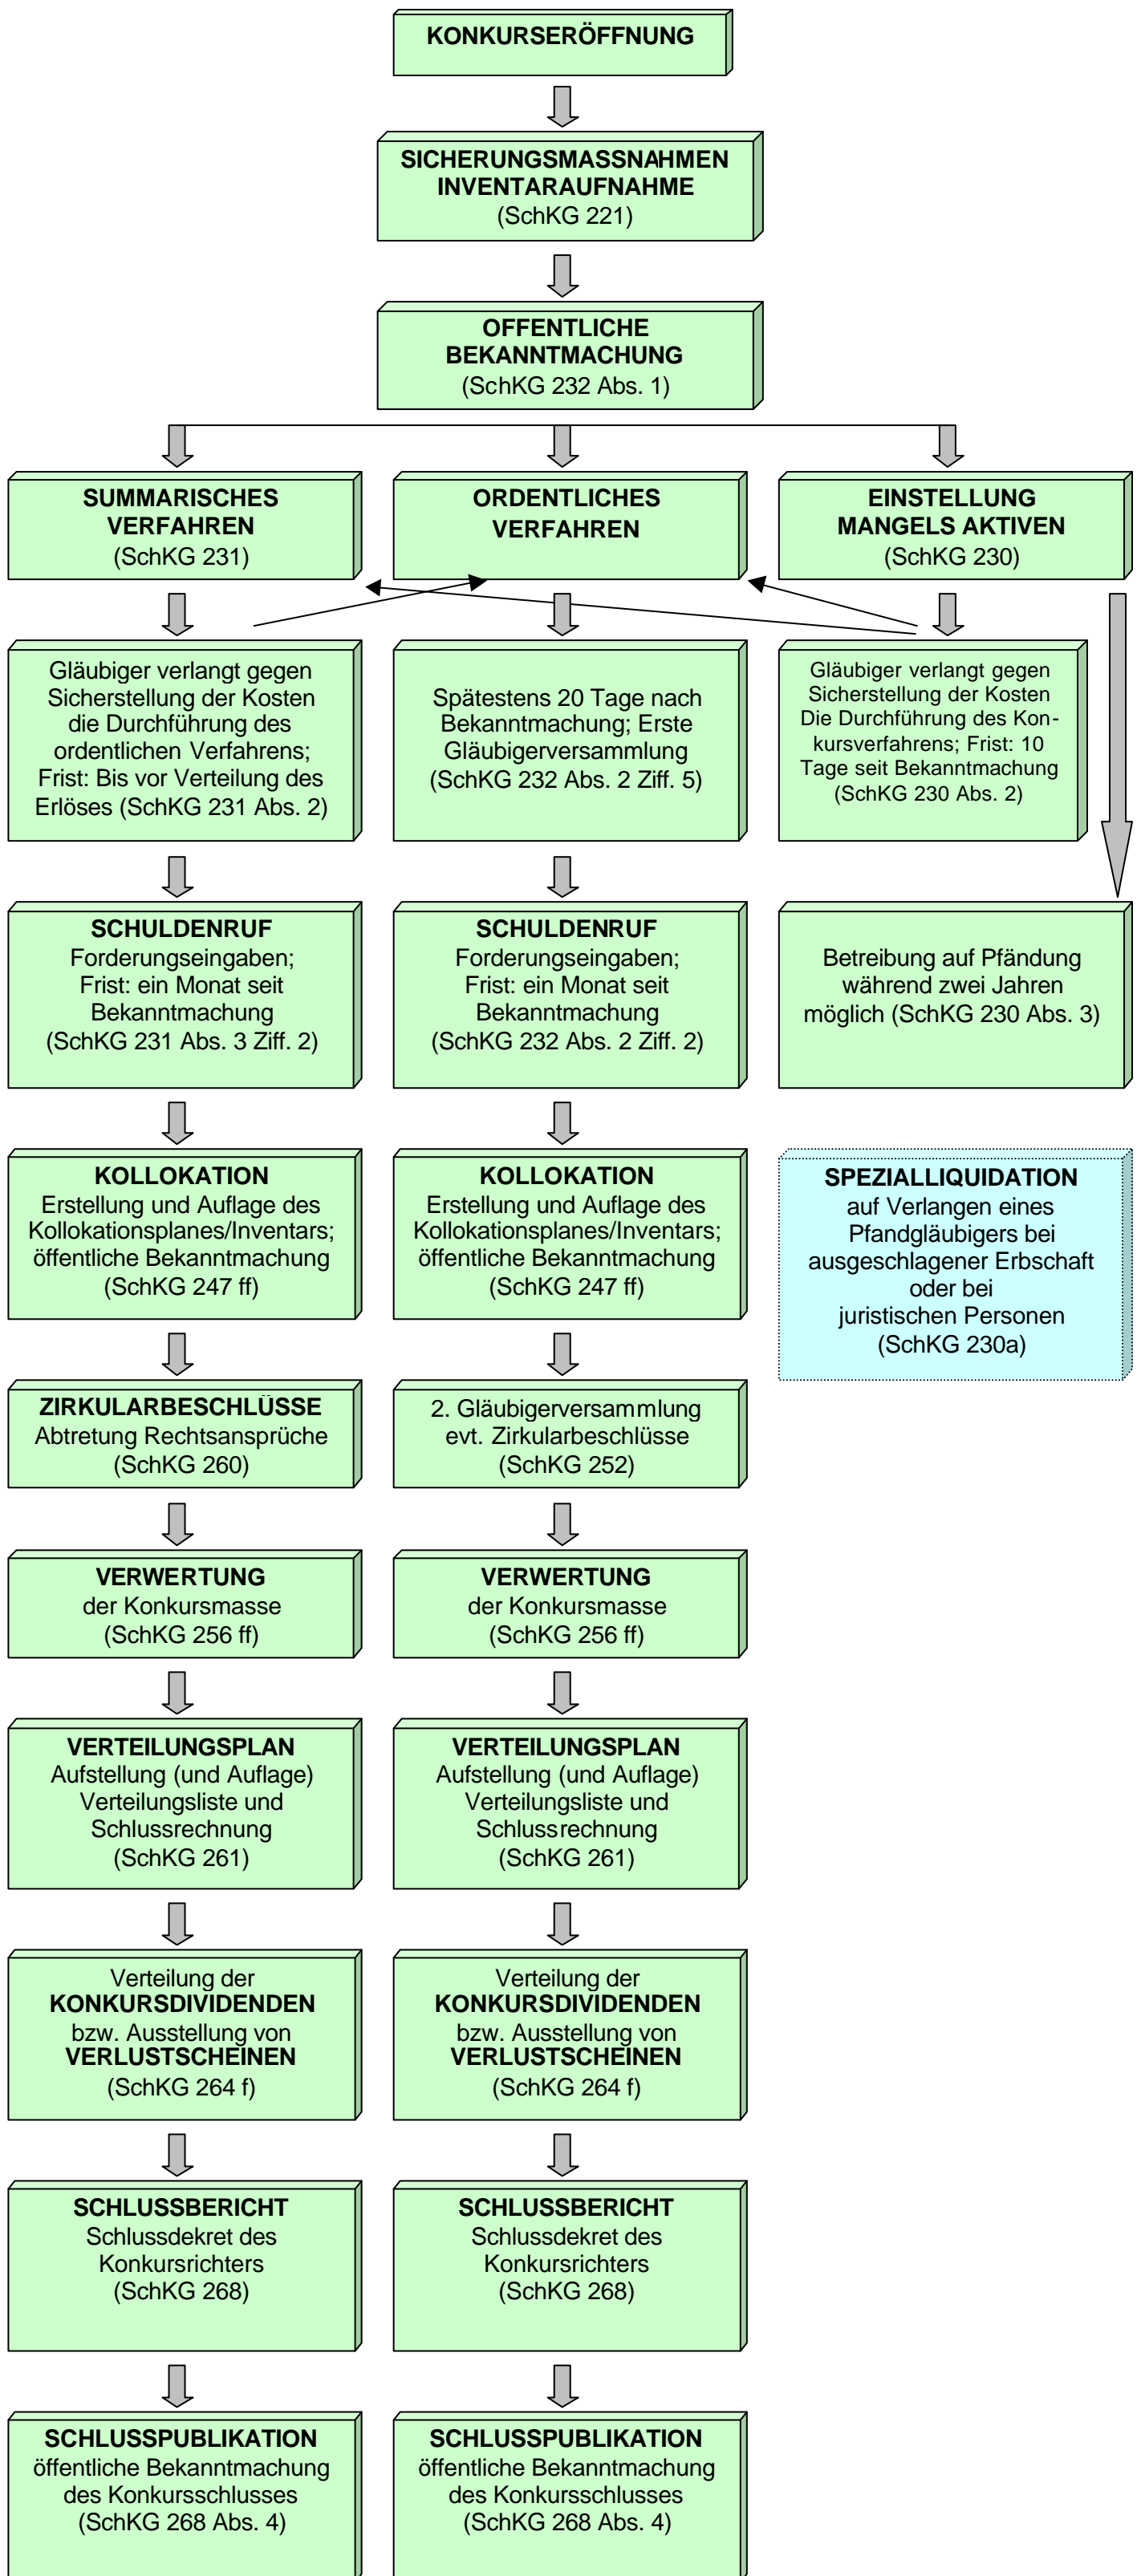 KONKURSERÖFFNUNG
SICHERUNGSMASSNAHMEN
INVENTARAUFNAHME
(SchKG 221)
OFFENTLICHE
BEKANNTMACHUNG
(SchKG 232 Abs. 1)
SUMMARISCHES
VERFAHREN
(SchKG 231)
ORDENTLICHES
VERFAHREN
EINSTELLUNG
MANGELS AKTIVEN
(SchKG 230)
Gläubiger verlangt gegen
Sicherstellung der Kosten
die Durchführung des
ordentlichen Verfahrens;
Frist: Bis vor Verteilung des
Erlöses (SchKG 231 Abs. 2)
Spätestens 20 Tage nach
Bekanntmachung; Erste
Gläubigerversammlung
(SchKG 232 Abs. 2 Ziff. 5)
Gläubiger verlangt gegen
Sicherstellung der Kosten
Die Durchführung des Kon-
kursverfahrens; Frist: 10
Tage seit Bekanntmachung
(SchKG 230 Abs. 2)
SCHULDENRUF
Forderungseingaben;
Frist: ein Monat seit
Bekanntmachung
(SchKG 231 Abs. 3 Ziff. 2)
SCHULDENRUF
Forderungseingaben;
Frist: ein Monat seit
Bekanntmachung
(SchKG 232 Abs. 2 Ziff. 2)
Betreibung auf Pfändung
während zwei Jahren
möglich (SchKG 230 Abs. 3)
KOLLOKATION
Erstellung und Auflage des
Kollokationsplanes/Inventars;
öffentliche Bekanntmachung
(SchKG 247 ff)
KOLLOKATION
Erstellung und Auflage des
Kollokationsplanes/Inventars;
öffentliche Bekanntmachung
(SchKG 247 ff)
SPEZIALLIQUIDATION
auf Verlangen eines
Pfandgläubigers bei
ausgeschlagener Erbschaft
oder bei
juristischen Personen
(SchKG 230a)
ZIRKULARBESCHLÜSSE
Abtretung Rechtsansprüche
(SchKG 260)
2. Gläubigerversammlung
evt. Zirkularbeschlüsse
(SchKG 252)
VERWERTUNG
der Konkursmasse
(SchKG 256 ff)
VERWERTUNG
der Konkursmasse
(SchKG 256 ff)
VERTEILUNGSPLAN
Aufstellung (und Auflage)
Verteilungsliste und
Schlussrechnung
(SchKG 261)
VERTEILUNGSPLAN
Aufstellung (und Auflage)
Verteilungsliste und
Schlussrechnung
(SchKG 261)
Verteilung der
KONKURSDIVIDENDEN
bzw. Ausstellung von
VERLUSTSCHEINEN
(SchKG 264 f)
Verteilung der
KONKURSDIVIDENDEN
bzw. Ausstellung von
VERLUSTSCHEINEN
(SchKG 264 f)
SCHLUSSBERICHT
Schlussdekret des
Konkursrichters
(SchKG 268)
SCHLUSSBERICHT
Schlussdekret des
Konkursrichters
(SchKG 268)
SCHLUSSPUBLIKATION
öffentliche Bekanntmachung
des Konkursschlusses
(SchKG 268 Abs. 4)
SCHLUSSPUBLIKATION
öffentliche Bekanntmachung
des Konkursschlusses
(SchKG 268 Abs. 4)